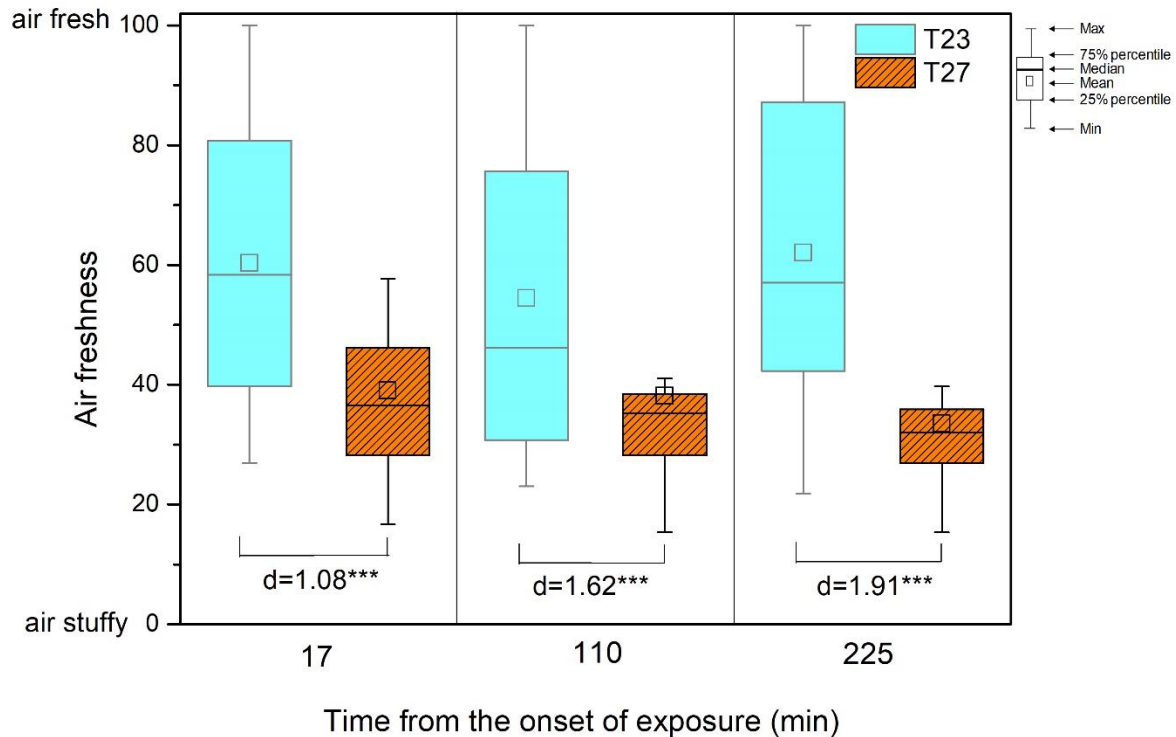 air fresh
100
80
60
40
20
air stuffy 0
Air freshness
T23
T27
Max
75% percentile
Median
Mean
25% percentile
Min
d=1.08***
d=1.62***
d=1.91***
17
110
225
Time from the onset of exposure (min)